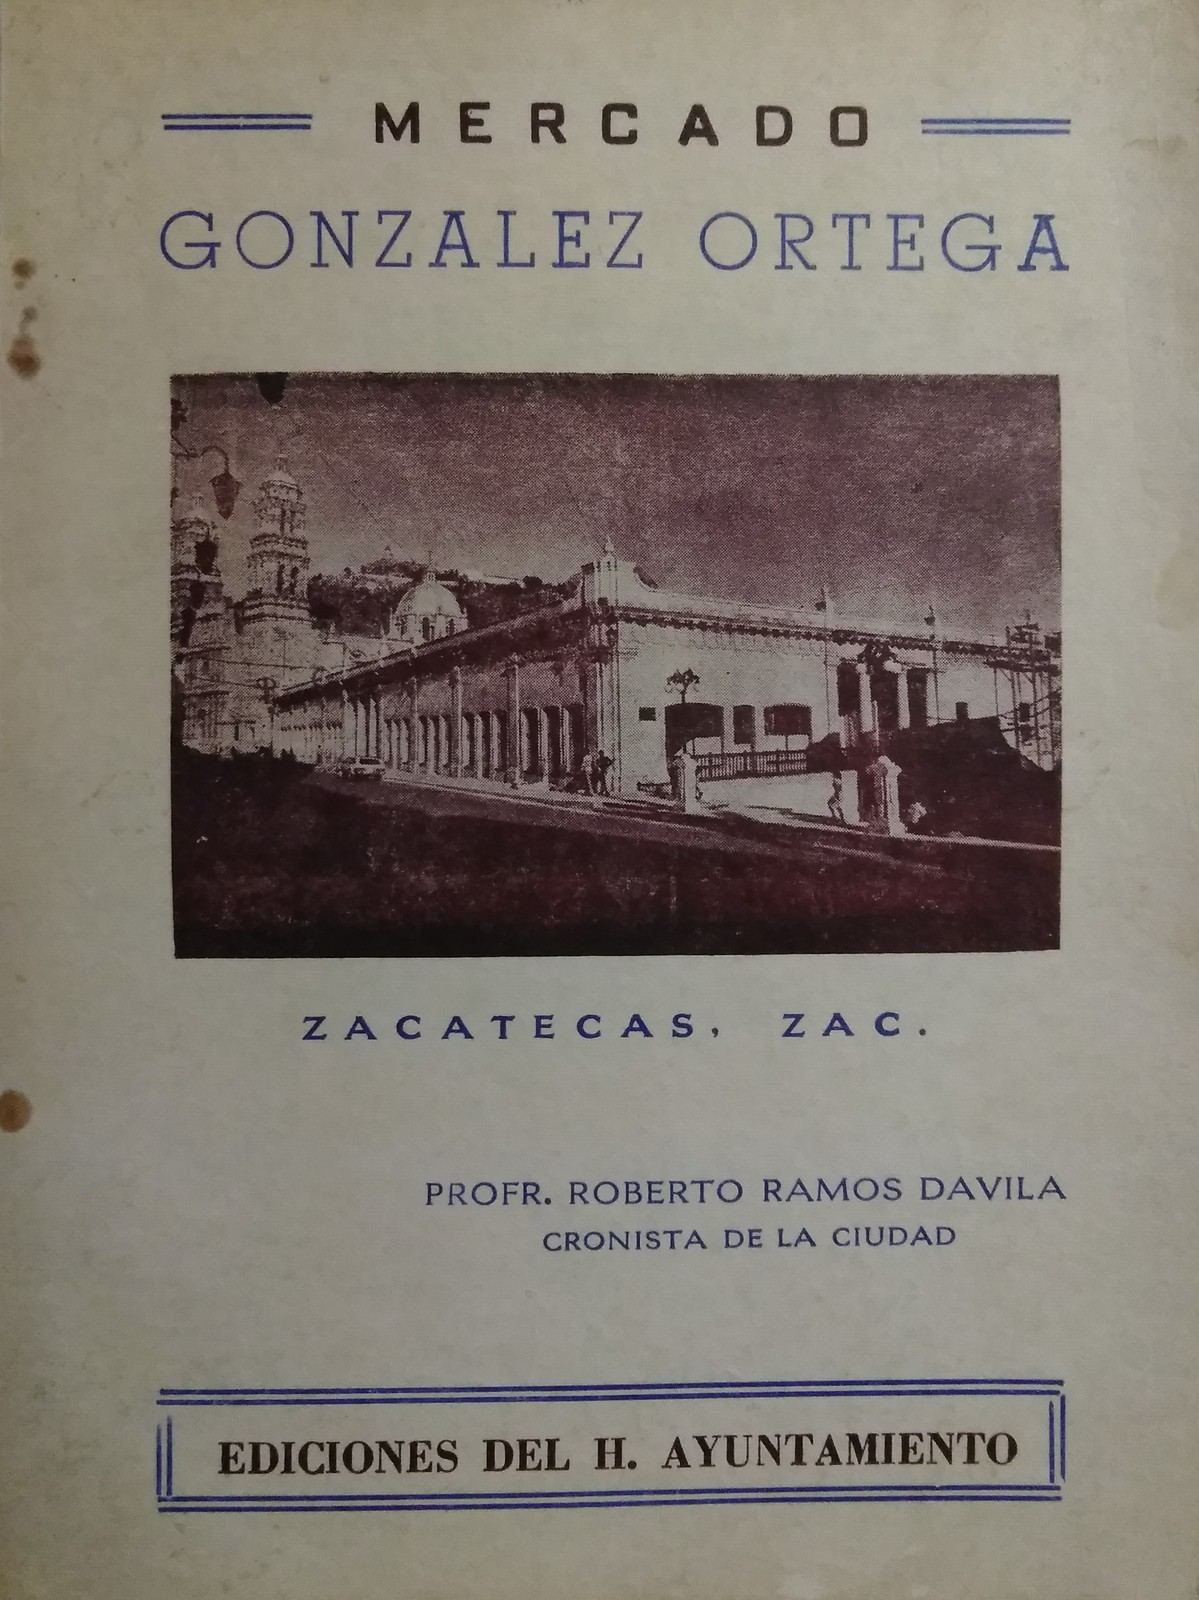 MERCADO
GONZALEZ ORTEGA
ZACATECAS, ZAC.
PROFR. ROBERTO RAMOS DAVILA
CRONISTA DE LA CIUDAD
EDICIONES DEL H. AYUNTAMIENTO